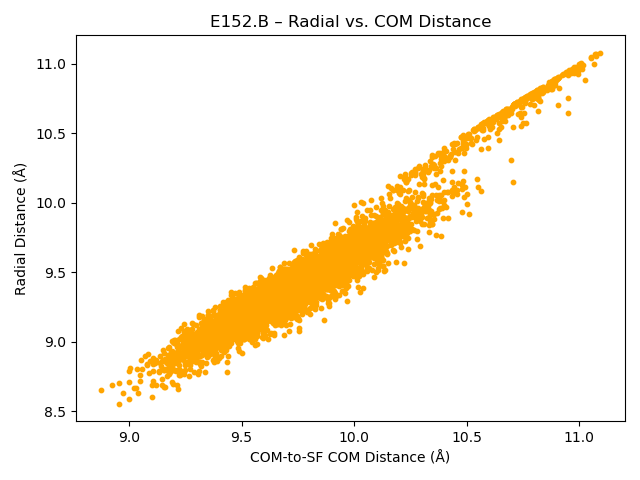 E152.B – Radial vs. COM Distance
11.0
10.5
10.0
9.5
9.0
8.5
Radial Distance (Å)
9.0 9.5 10.0 10.5 11.0
COM-to-SF COM Distance (Å)